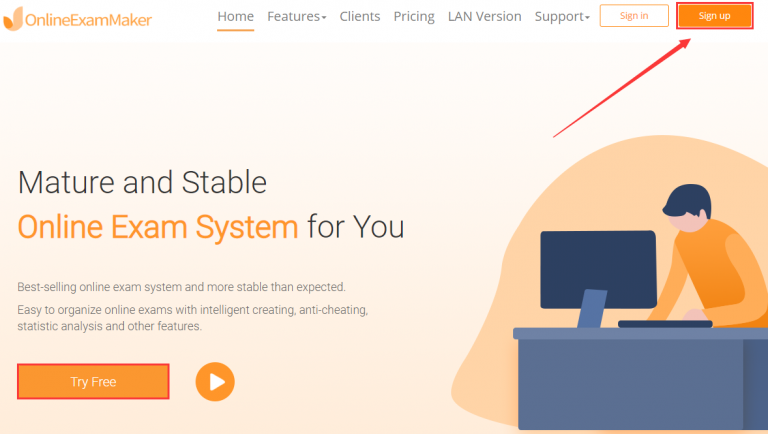 OnlineExamMaker Home Features Clients Pricing LAN Version Support Sign in Sign up
Mature and Stable
Online Exam System for You
Best-selling online exam system and more stable than expected.
Easy to organize online exams with intelligent creating, anti-cheating,
statistic analysis and other features.
Try Free